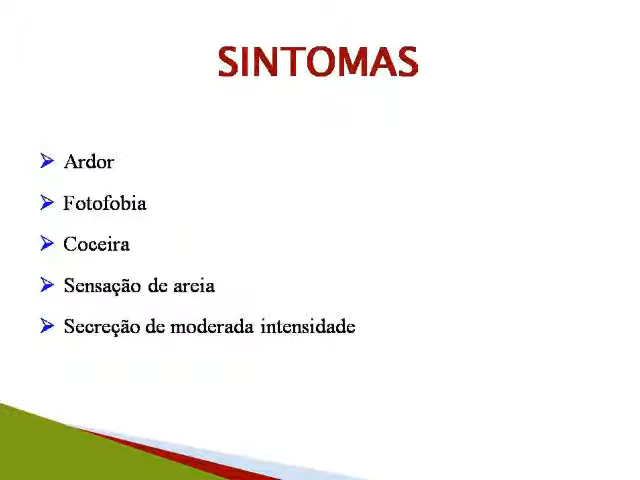 SINTOMAS
Ardor
Fotofobia
Coceira
Sensação de areia
Secreção de moderada intensidade